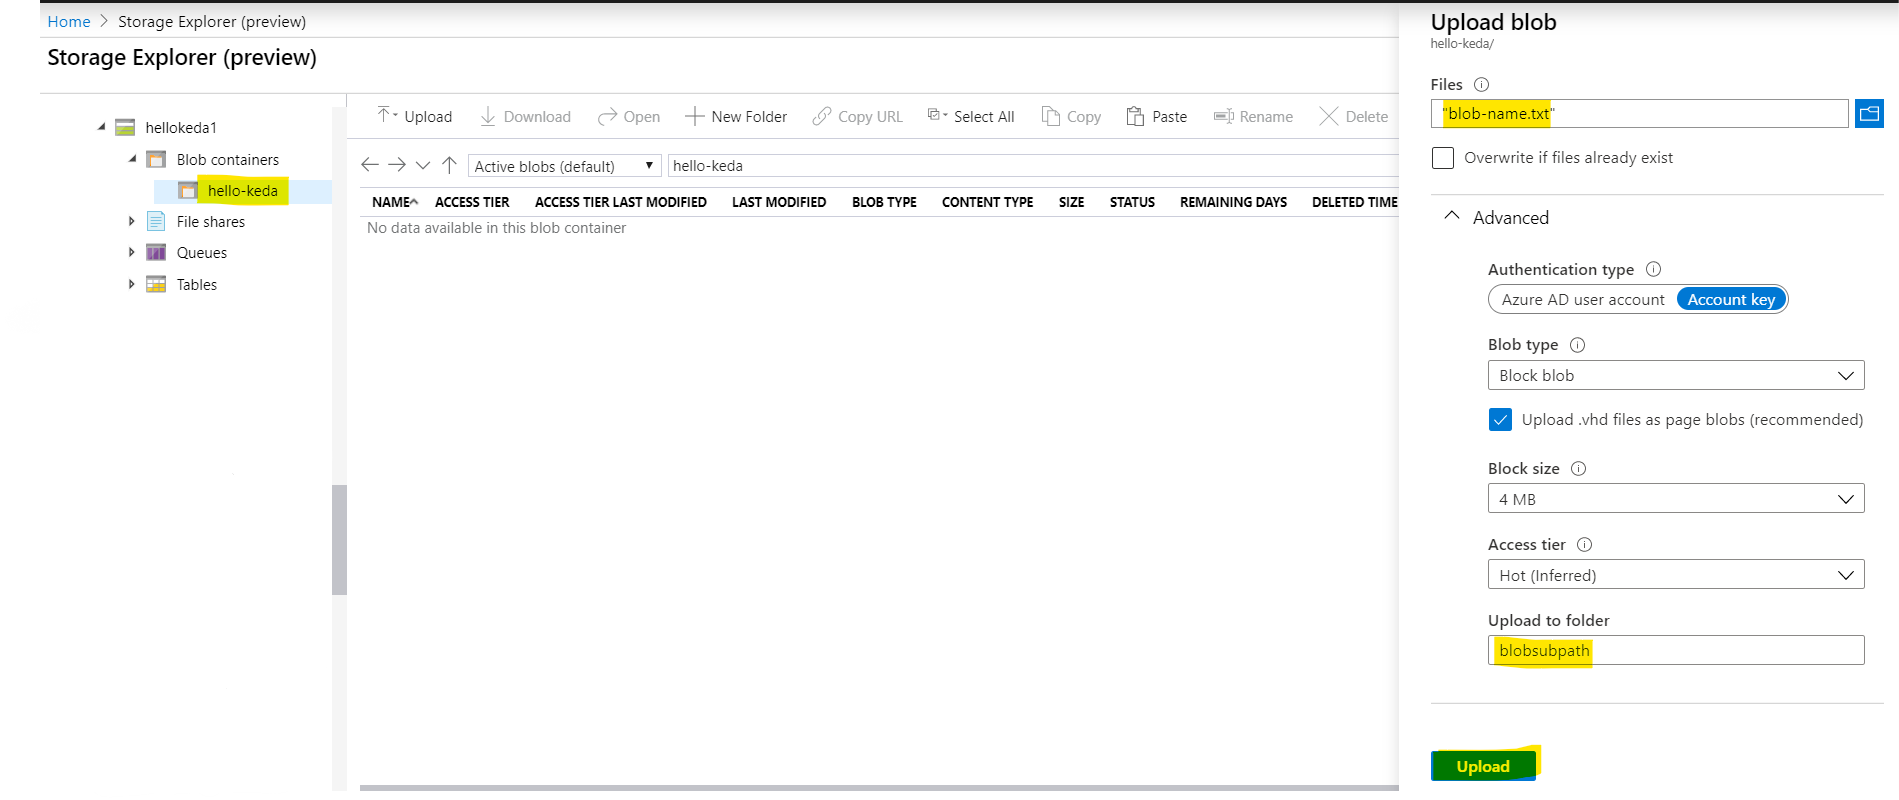 Home > Storage Explorer (preview)
Storage Explorer (preview)
hellokeda1
Blob containers
hello-keda
File shares
Queues
Tables
Upload Download Open New Folder Copy URL Select All Copy Paste Rename Delete
Active blobs (default) hello-keda
NAME ACCESS TIER ACCESS TIER LAST MODIFIED LAST MODIFIED BLOB TYPE CONTENT TYPE SIZE STATUS REMAINING DAYS DELETED TIME
No data available in this blob container
Upload blob
hello-keda/
Files
"blob-name.txt"
Overwrite if files already exist
Advanced
Authentication type
Azure AD user account Account key
Blob type
Block blob
Upload .vhd files as page blobs (recommended)
Block size
4 MB
Access tier
Hot (Inferred)
Upload to folder
blobsubpath
Upload